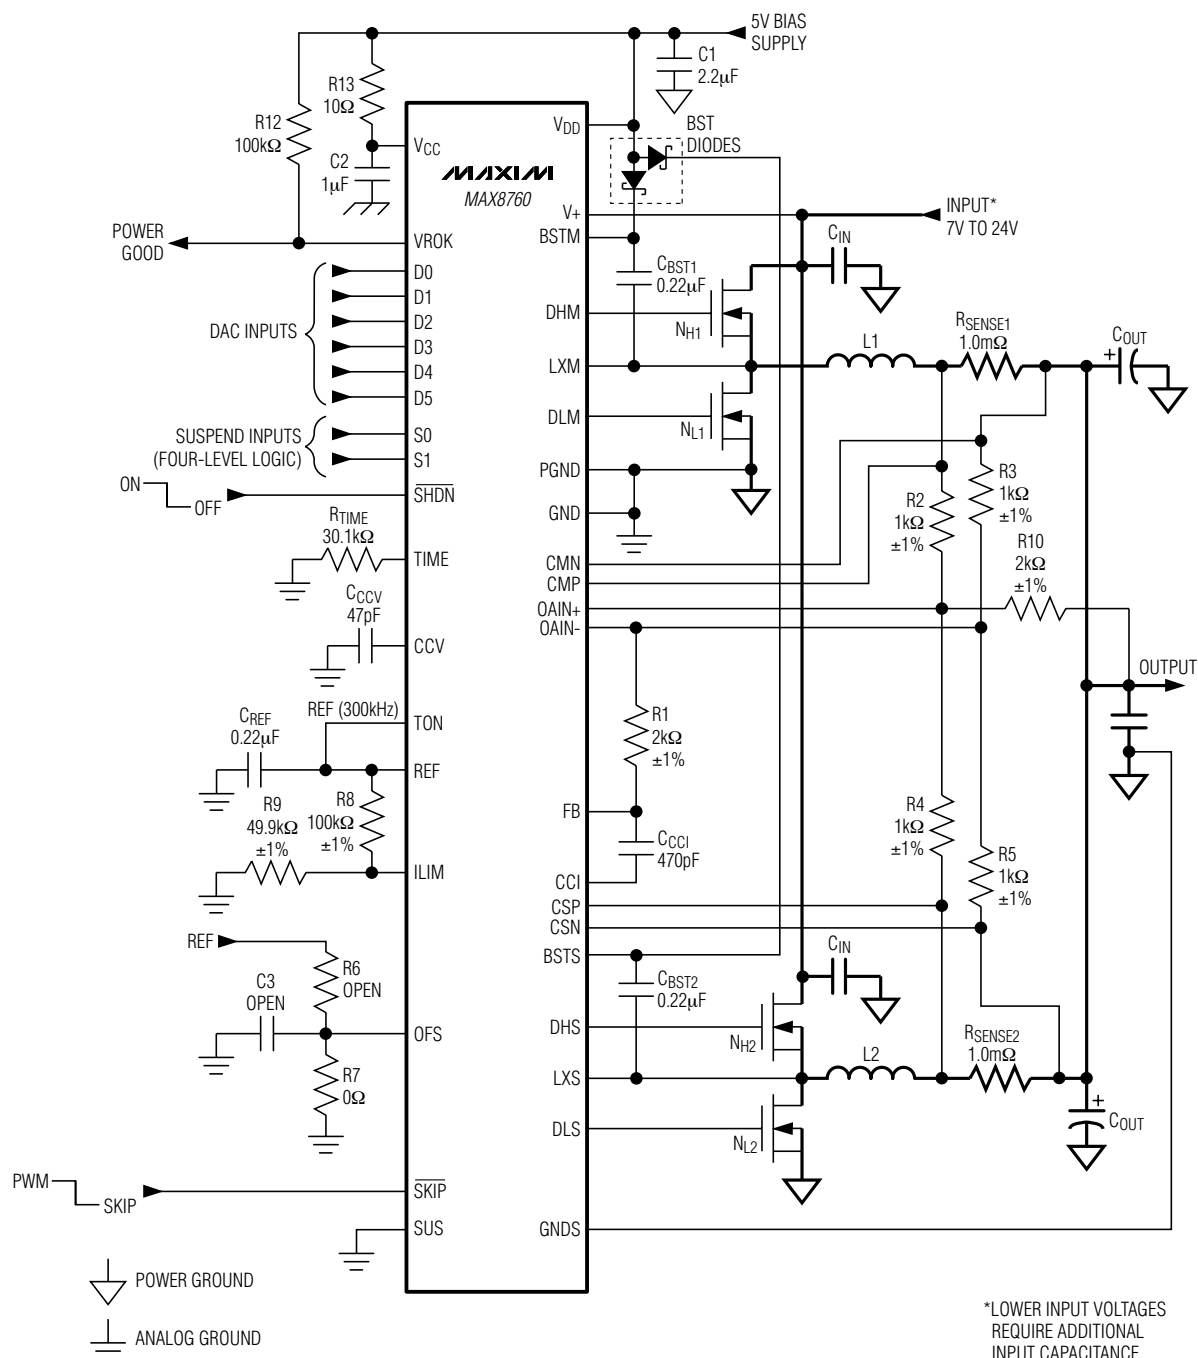 5V BIAS
SUPPLY
C1
2.2µF
R13
10Ω
R12
100kΩ
C2
1µF
VCC
VDD
BST
DIODES
MAXIM
MAX8760
V+
INPUT*
7V TO 24V
BSTM
POWER
GOOD
VROK
CIN
CBST1
0.22µF
D0
D1
D2
D3
D4
D5
DAC INPUTS
DHM
NH1
LXM
L1
RSENSE1
1.0mΩ
COUT
+
DLM
NL1
S0
S1
SUSPEND INPUTS
(FOUR-LEVEL LOGIC)
PGND
ON
OFF
SHDN
GND
R2
1kΩ
±1%
R3
1kΩ
±1%
RTIME
30.1kΩ
TIME
CMN
CMP
R10
2kΩ
±1%
OAIN+
OAIN-
CCCV
47pF
CCV
OUTPUT
REF (300kHz)
TON
CREF
0.22µF
REF
R1
2kΩ
±1%
R9
49.9kΩ
±1%
R8
100kΩ
±1%
FB
R4
1kΩ
±1%
CCCI
470pF
R5
1kΩ
±1%
ILIM
CCI
CSP
CSN
REF
BSTS
CIN
R6
OPEN
C3
OPEN
CBST2
0.22µF
OFS
DHS
NH2
RSENSE2
1.0mΩ
L2
LXS
R7
0Ω
DLS
NL2
+
COUT
PWM
SKIP
SKIP
SUS
GNDS
POWER GROUND
ANALOG GROUND
*LOWER INPUT VOLTAGES
REQUIRE ADDITIONAL
INPUT CAPACITANCE